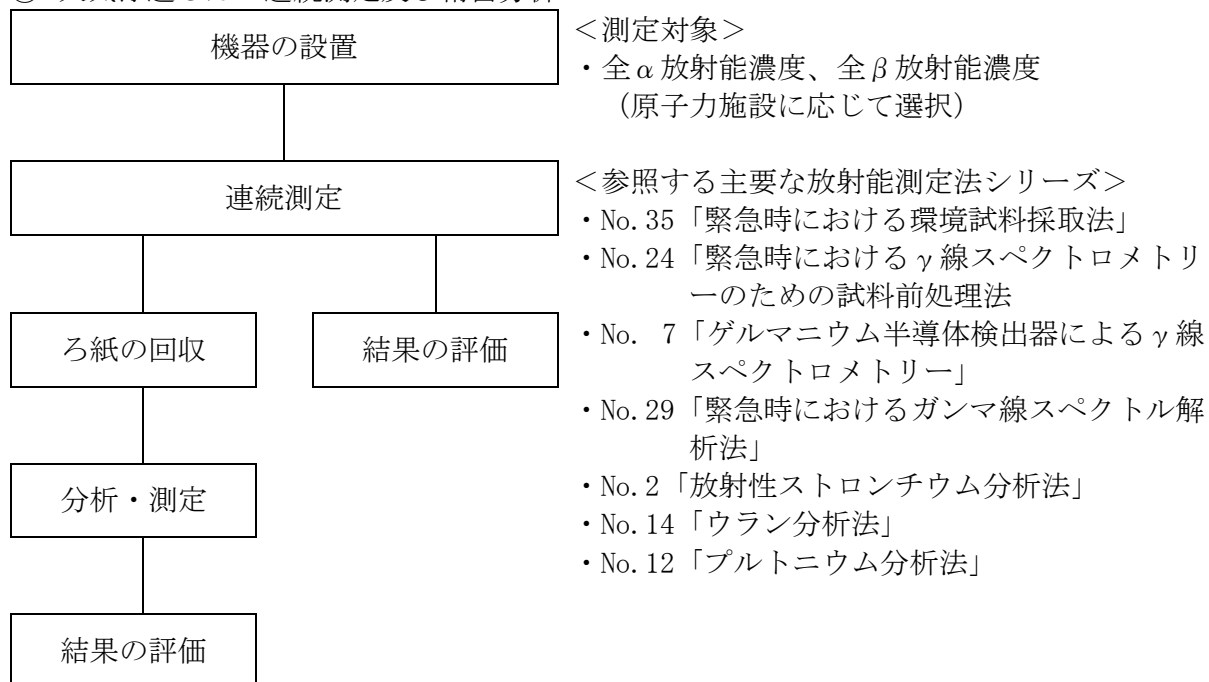 機器の設置
連続測定
ろ紙の回収
結果の評価
分析・測定
結果の評価
＜測定対象＞
・全α放射能濃度、全β放射能濃度
（原子力施設に応じて選択）
＜参照する主要な放射能測定法シリーズ＞
・No.35「緊急時における環境試料採取法」
・No.24「緊急時におけるγ線スペクトロメトリ
ーのための試料前処理法
・No. 7「ゲルマニウム半導体検出器によるγ線
スペクトロメトリー」
・No.29「緊急時におけるガンマ線スペクトル解
析法」
・No.2「放射性ストロンチウム分析法」
・No.14「ウラン分析法」
・No.12「プルトニウム分析法」